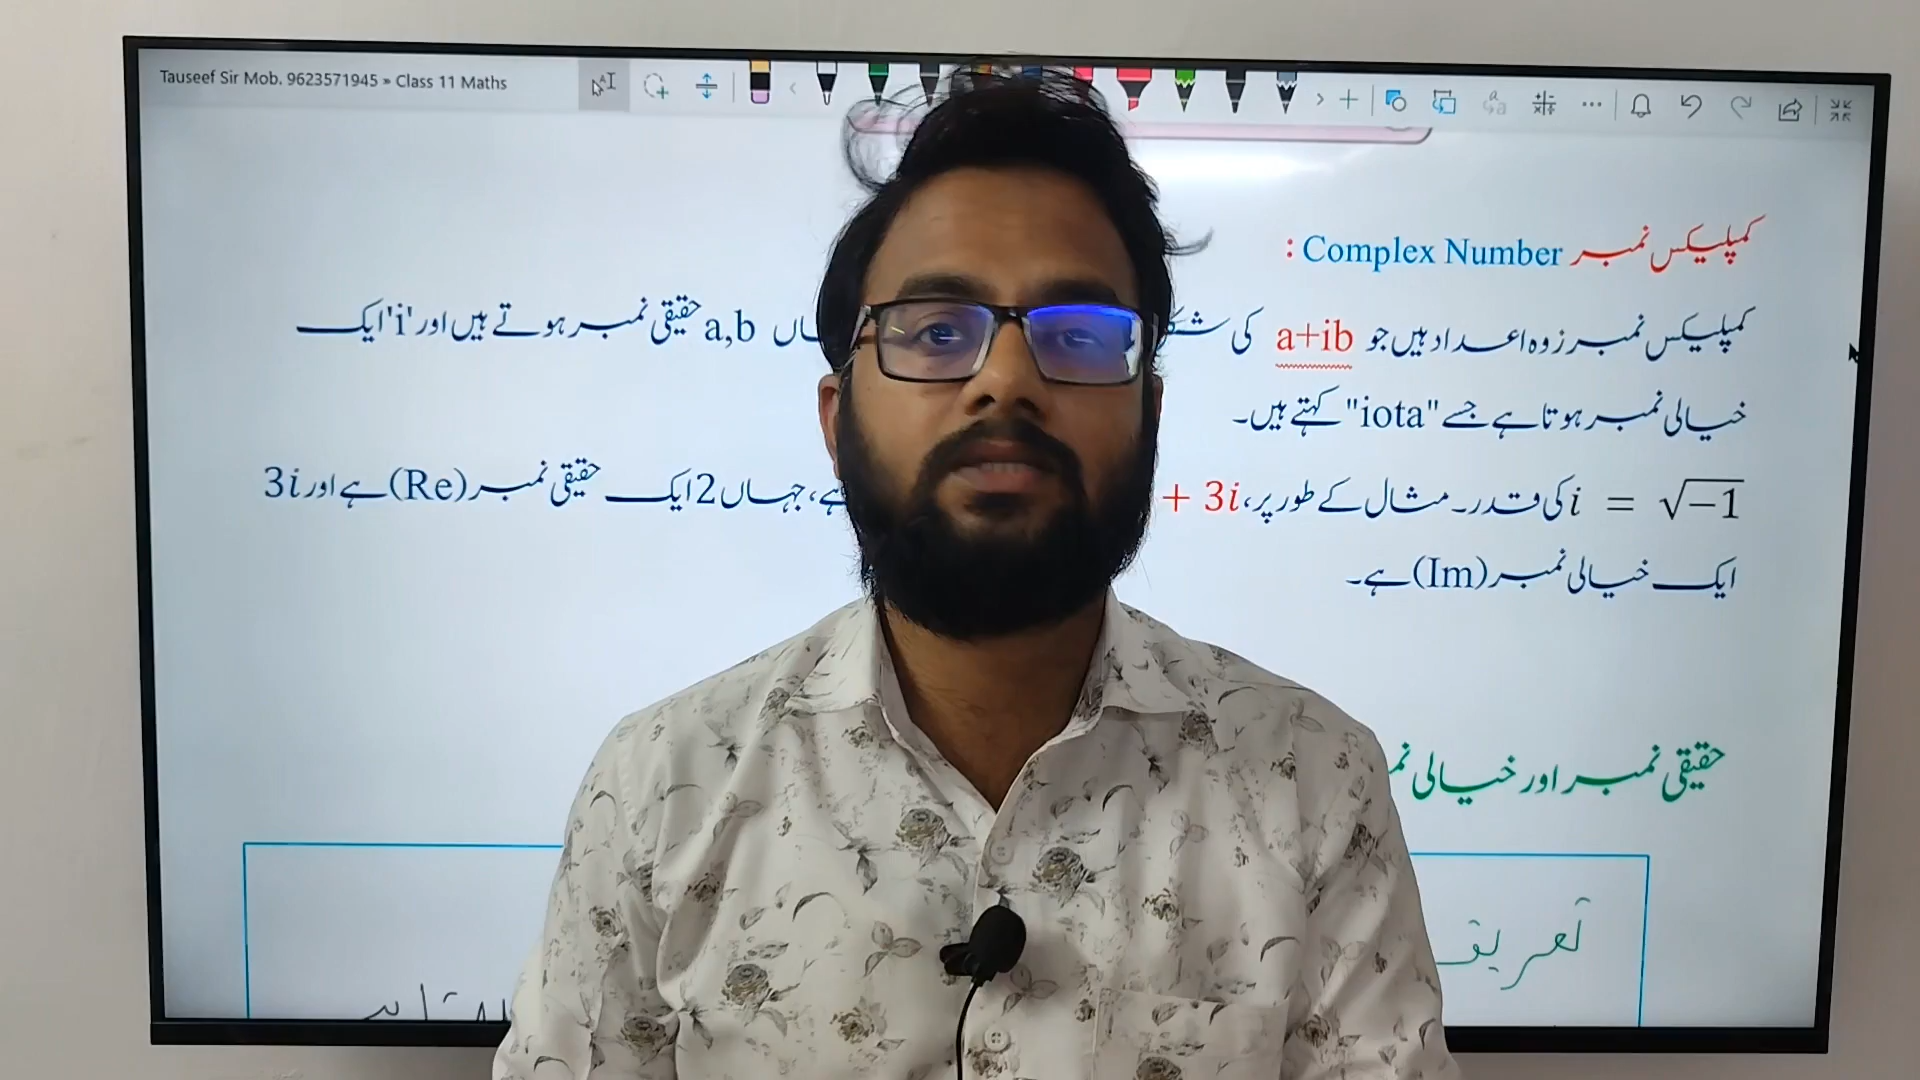 Tauseef Sir Mob. 9623571945 » Class 11 Maths
کمپلیکس نمبر Complex Number :
کمپلیکس نمبرز وہ اعداد ہیں جو a+ib کی a,b حقیقی نمبر ہوتے ہیں اور 'i' ایک
خیالی نمبر ہوتا ہے جسے "iota" کہتے ہیں۔
i = √−1 کی قدر۔ مثال کے طور پر، + 3i ہے، جہاں 2 ایک حقیقی نمبر (Re) ہے اور 3i
ایک خیالی نمبر (Im) ہے۔
حقیقی نمبر اور خیالی
تعریف